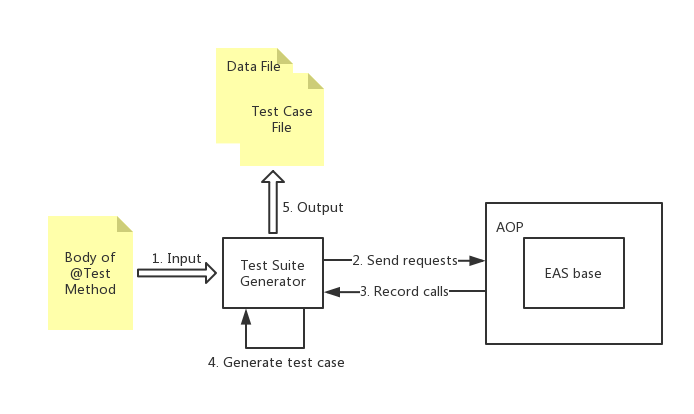 Data File
Test Case
File
5. Output
AOP
Body of
@Test
Method
1. Input
Test Suite
Generator
2. Send requests
EAS base
3. Record calls
4. Generate test case